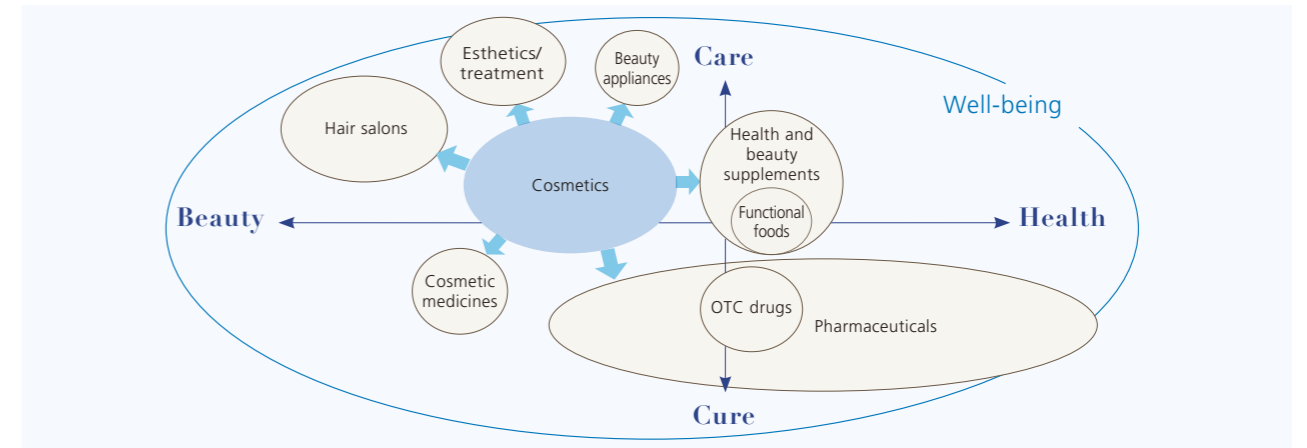 Esthetics/
treatment
Beauty
appliances
Care
Well-being
Hair salons
Health and
beauty
supplements
Cosmetics
Functional
foods
Beauty
Health
Cosmetic
medicines
OTC drugs
Pharmaceuticals
Cure